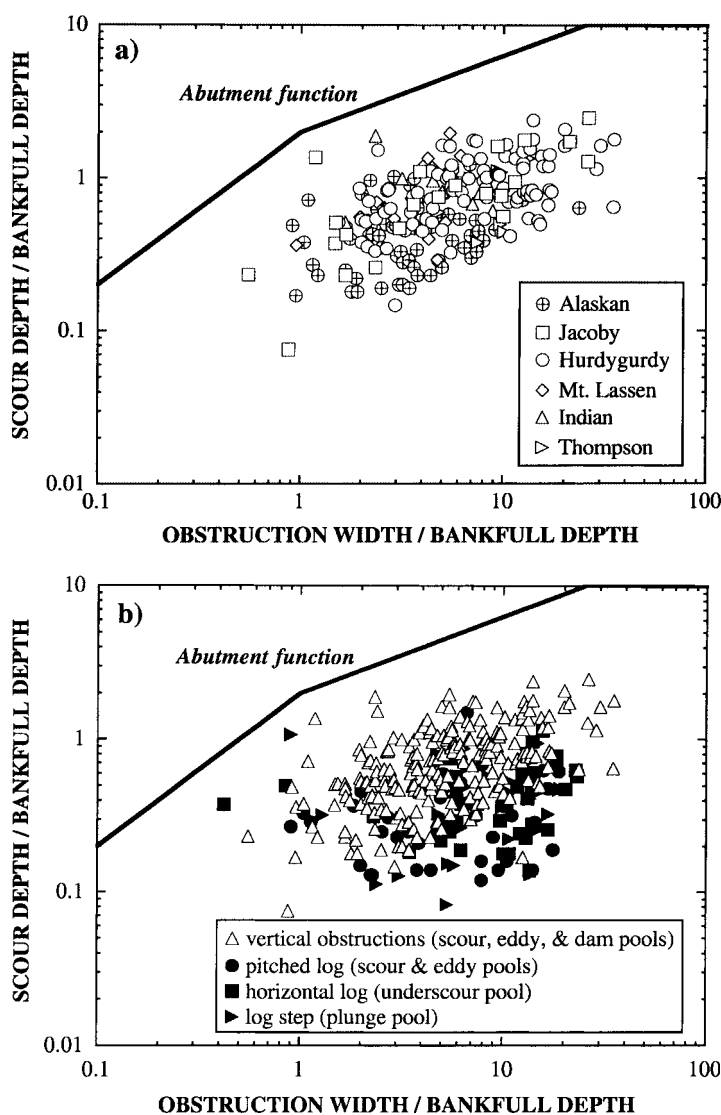 10
a)
Abutment function
1
0.1
0.01
SCOUR DEPTH / BANKFULL DEPTH
Alaskan
Jacoby
Hurdygurdy
Mt. Lassen
Indian
Thompson
0.1
1
10
100
OBSTRUCTION WIDTH / BANKFULL DEPTH
10
b)
Abutment function
1
0.1
0.01
SCOUR DEPTH / BANKFULL DEPTH
vertical obstructions (scour, eddy, & dam pools)
pitched log (scour & eddy pools)
horizontal log (underscour pool)
log step (plunge pool)
0.1
1
10
100
OBSTRUCTION WIDTH / BANKFULL DEPTH